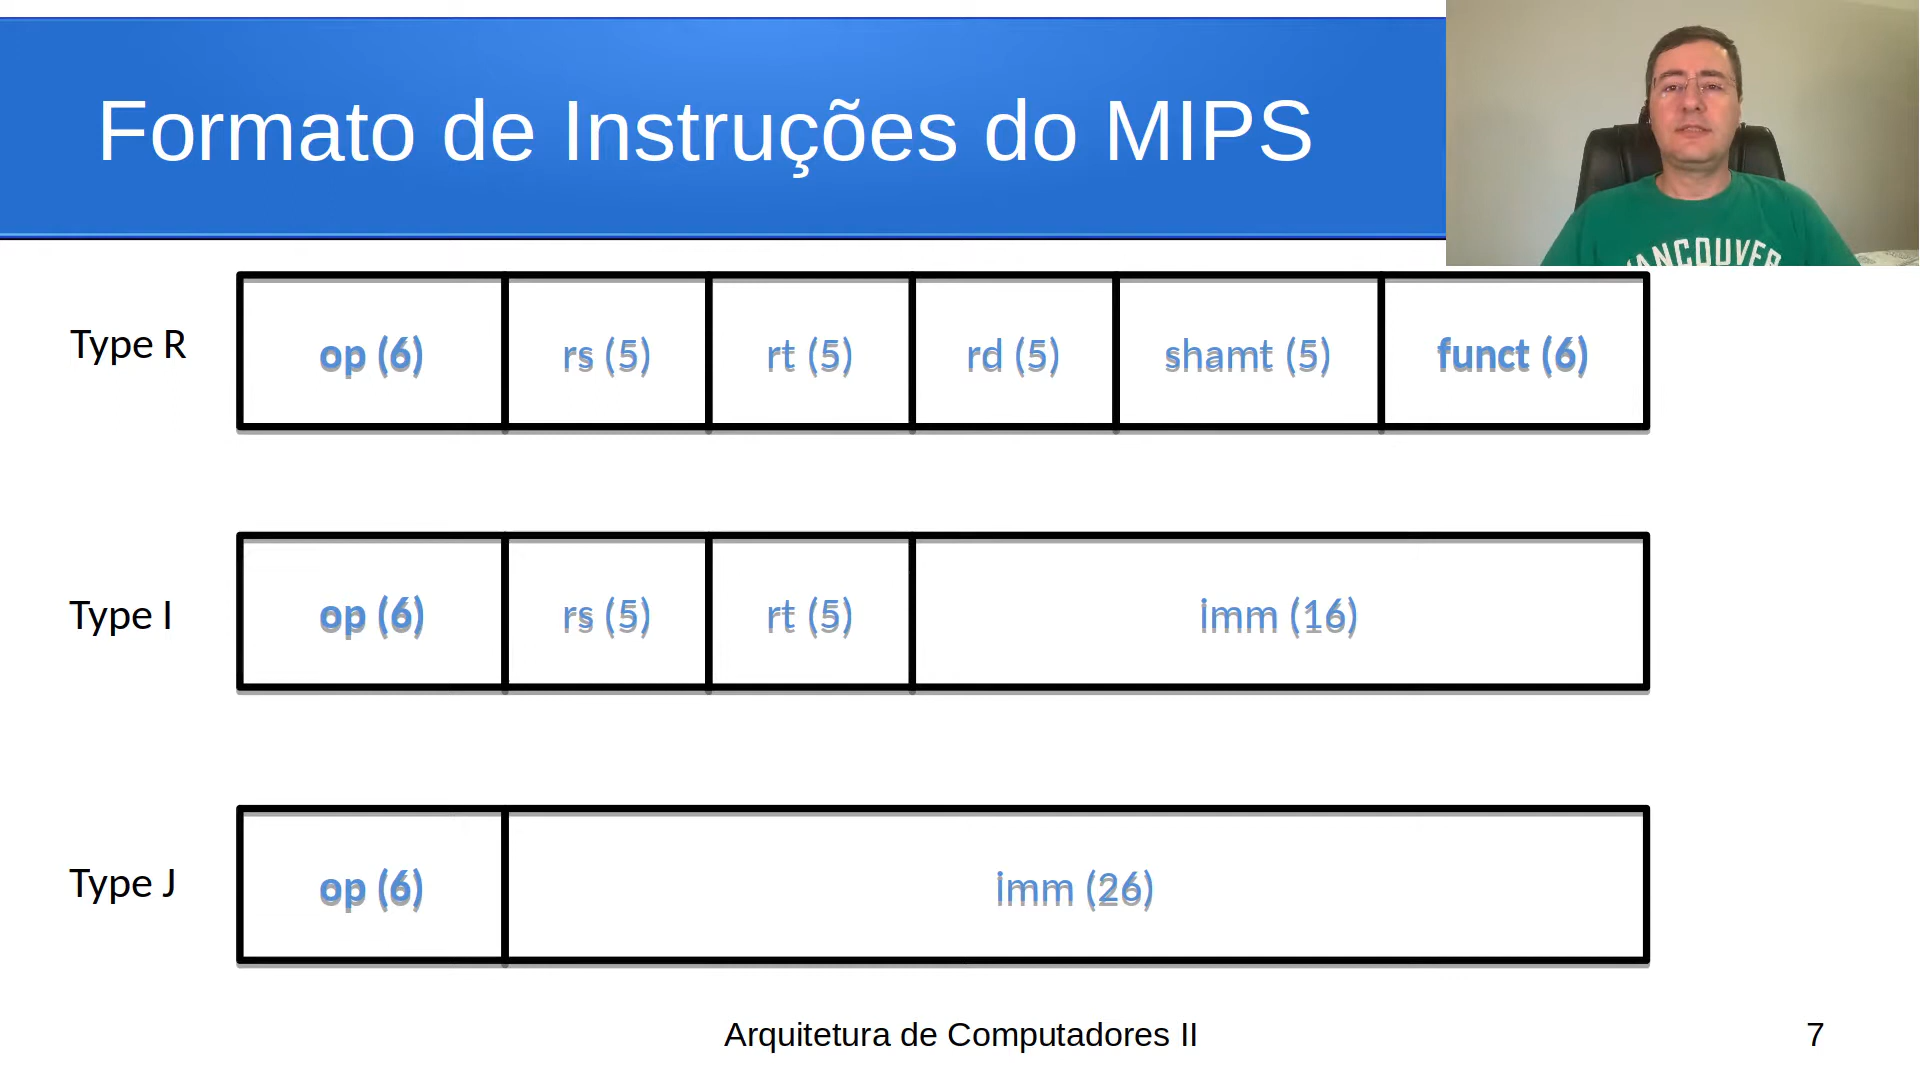 Formato de Instruções do MIPS
VANCOUVER
Type R
op (6) rs (5) rt (5) rd (5) shamt (5) funct (6)
Type I
op (6) rs (5) rt (5) imm (16)
Type J
op (6) imm (26)
Arquitetura de Computadores II
7